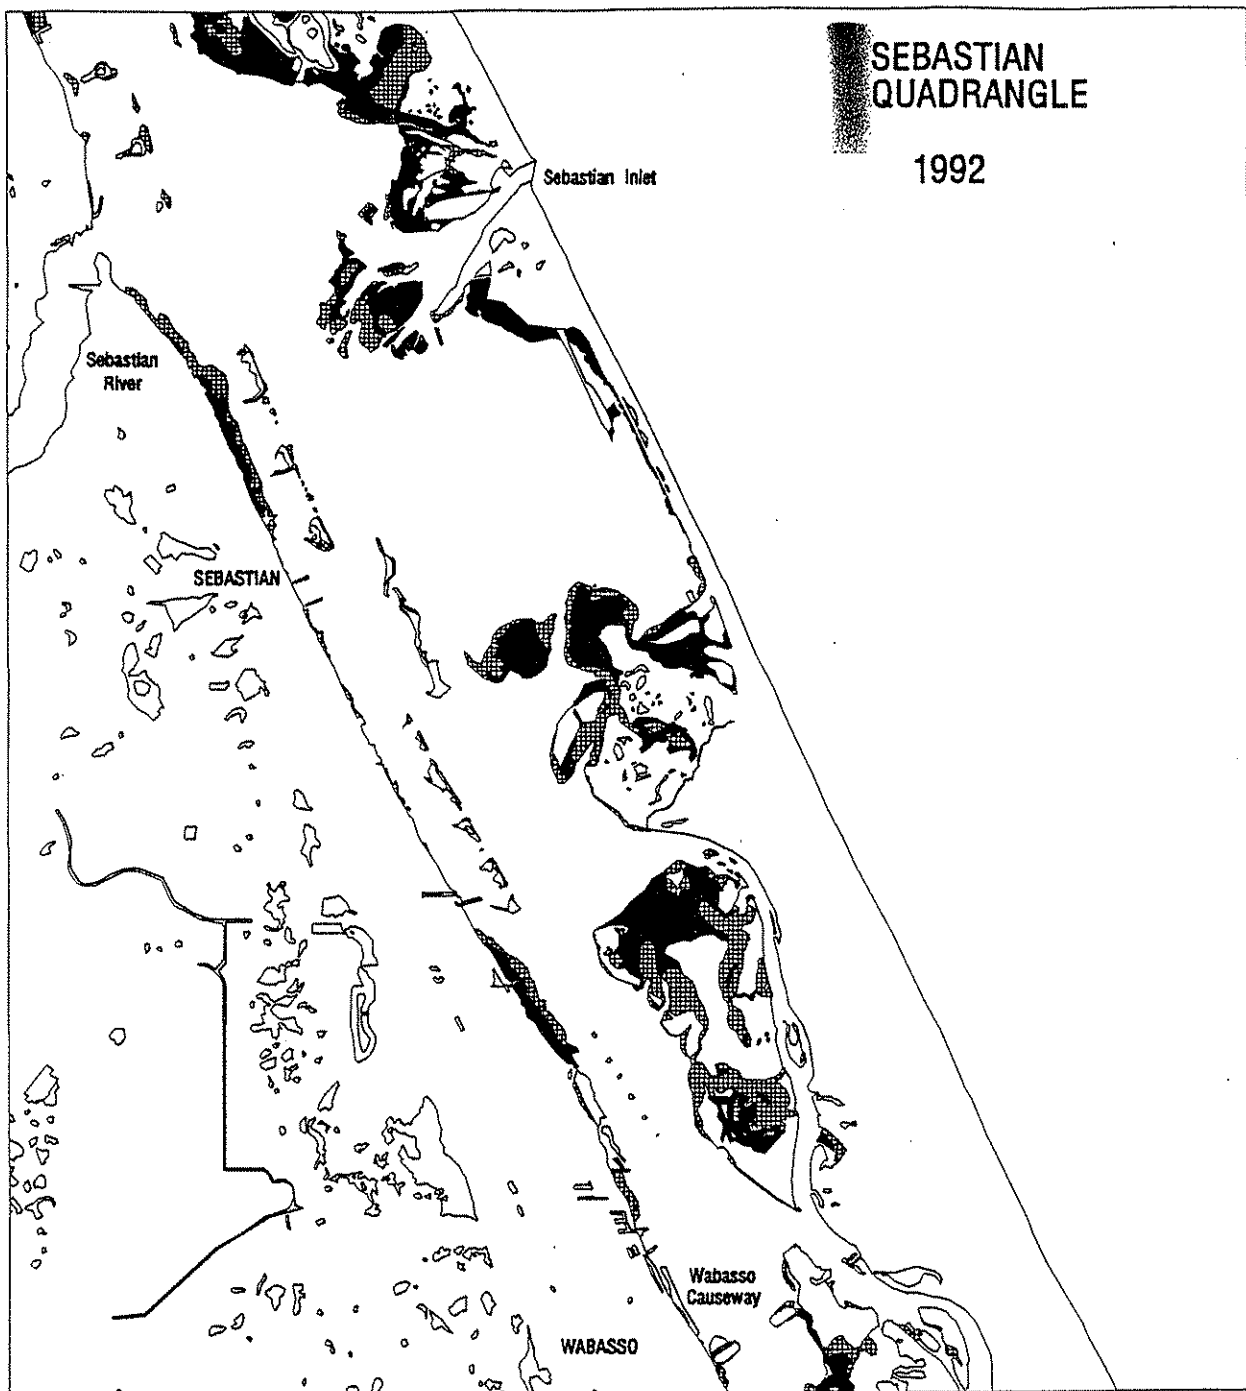 SEBASTIAN
QUADRANGLE
1992
Sebastian Inlet
Sebastian
River
SEBASTIAN
Wabasso
Causeway
WABASSO